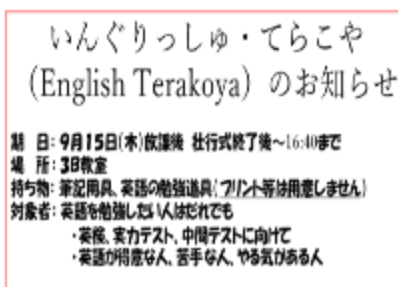 いんぐりっしゅ・てらこや
（English Terakoya）のお知らせ
期　日：9月15日(木)放課後 壮行式終了後～16:40まで
場　所：3B教室
持ち物：筆記用具、英語の勉強道具(プリント等は用意しません)
対象者：英語を勉強したい人はだれでも
・英検、実力テスト、中間テストに向けて
・英語が得意な人、苦手な人、やる気がある人